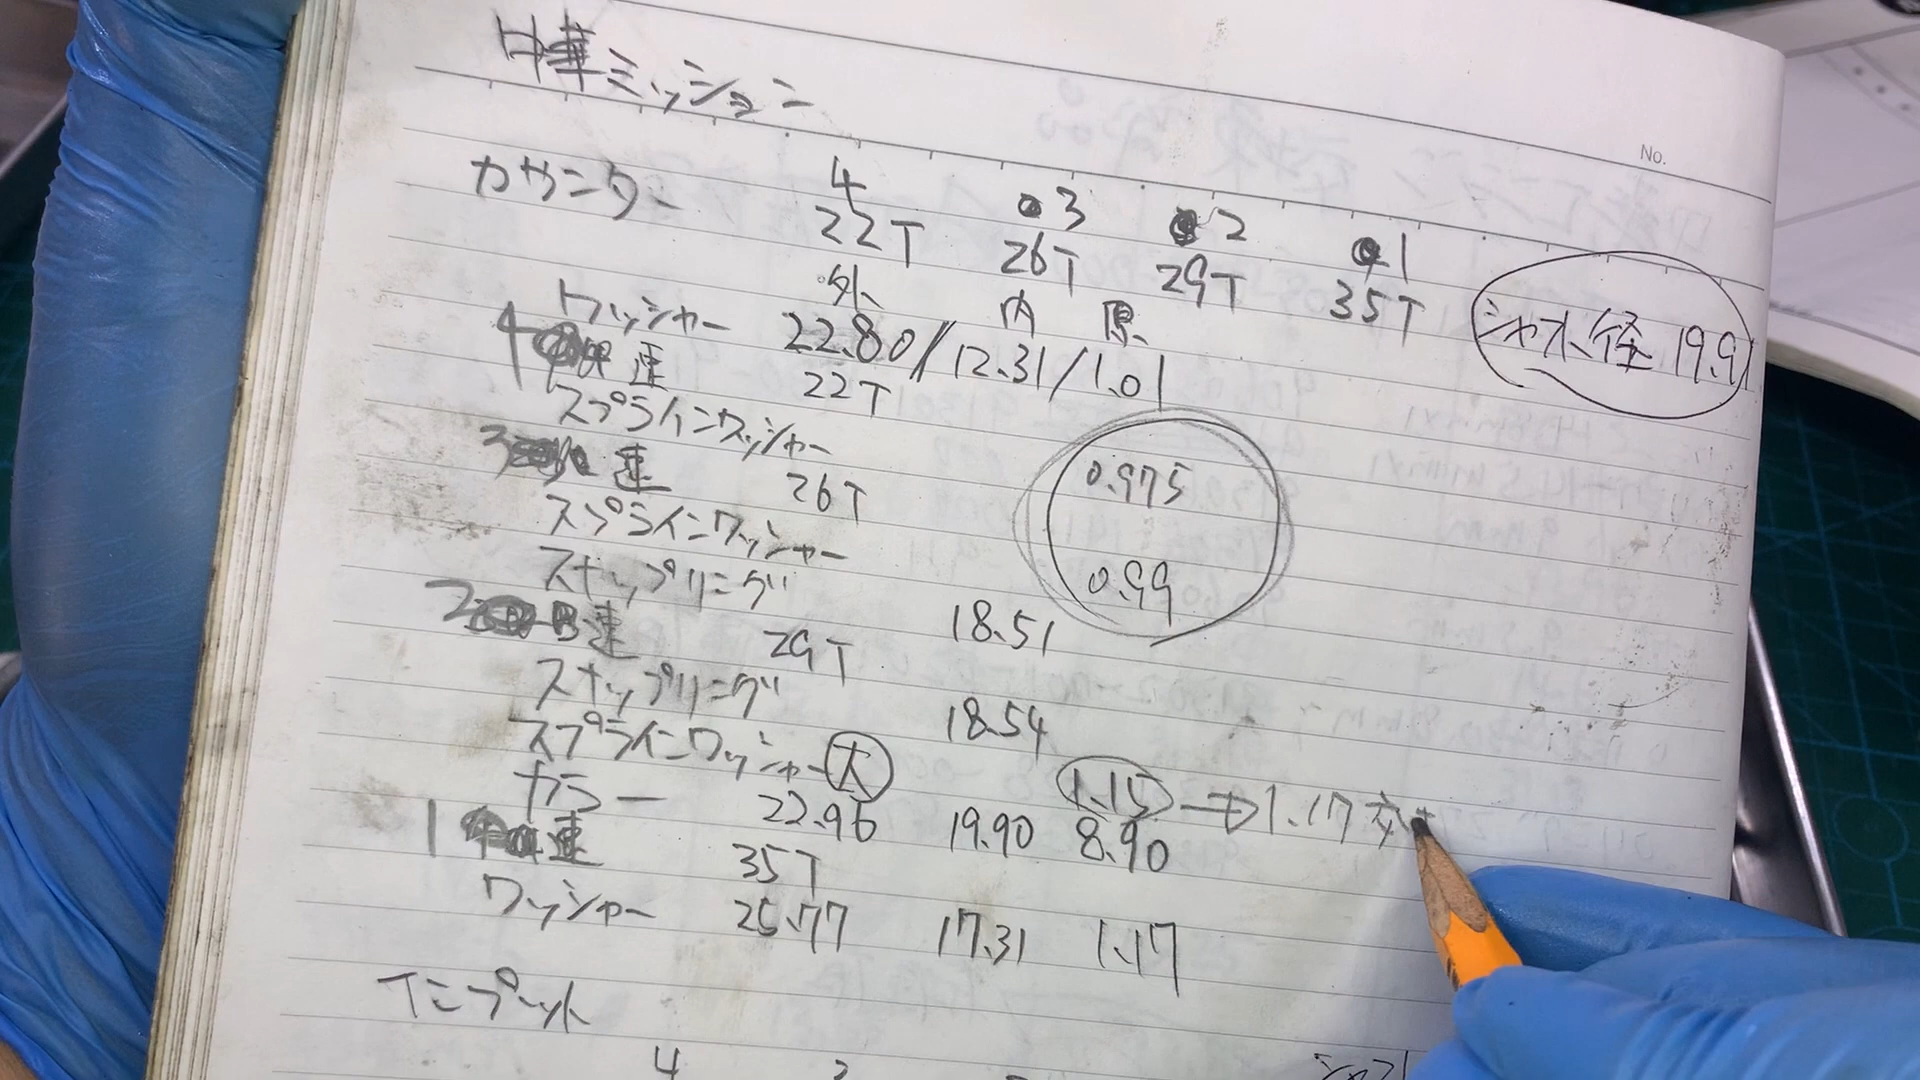 中華ミッション
No.
カウンター 4 3 2 1
22T 26T 29T 35T
外 内 厚
ワッシャー 22.80/12.31/1.01
シャフト径 19.91
4 速 22T
スプラインワッシャー 0.975
3 速 26T
スプラインワッシャー 0.99
スナップリング 18.51
2 速 29T
スナップリング 18.54
スプラインワッシャー大 1.15→1.17
カラー 22.96 19.90 8.90
1 速 35T
ワッシャー 25.77 17.31 1.17
インプット
4